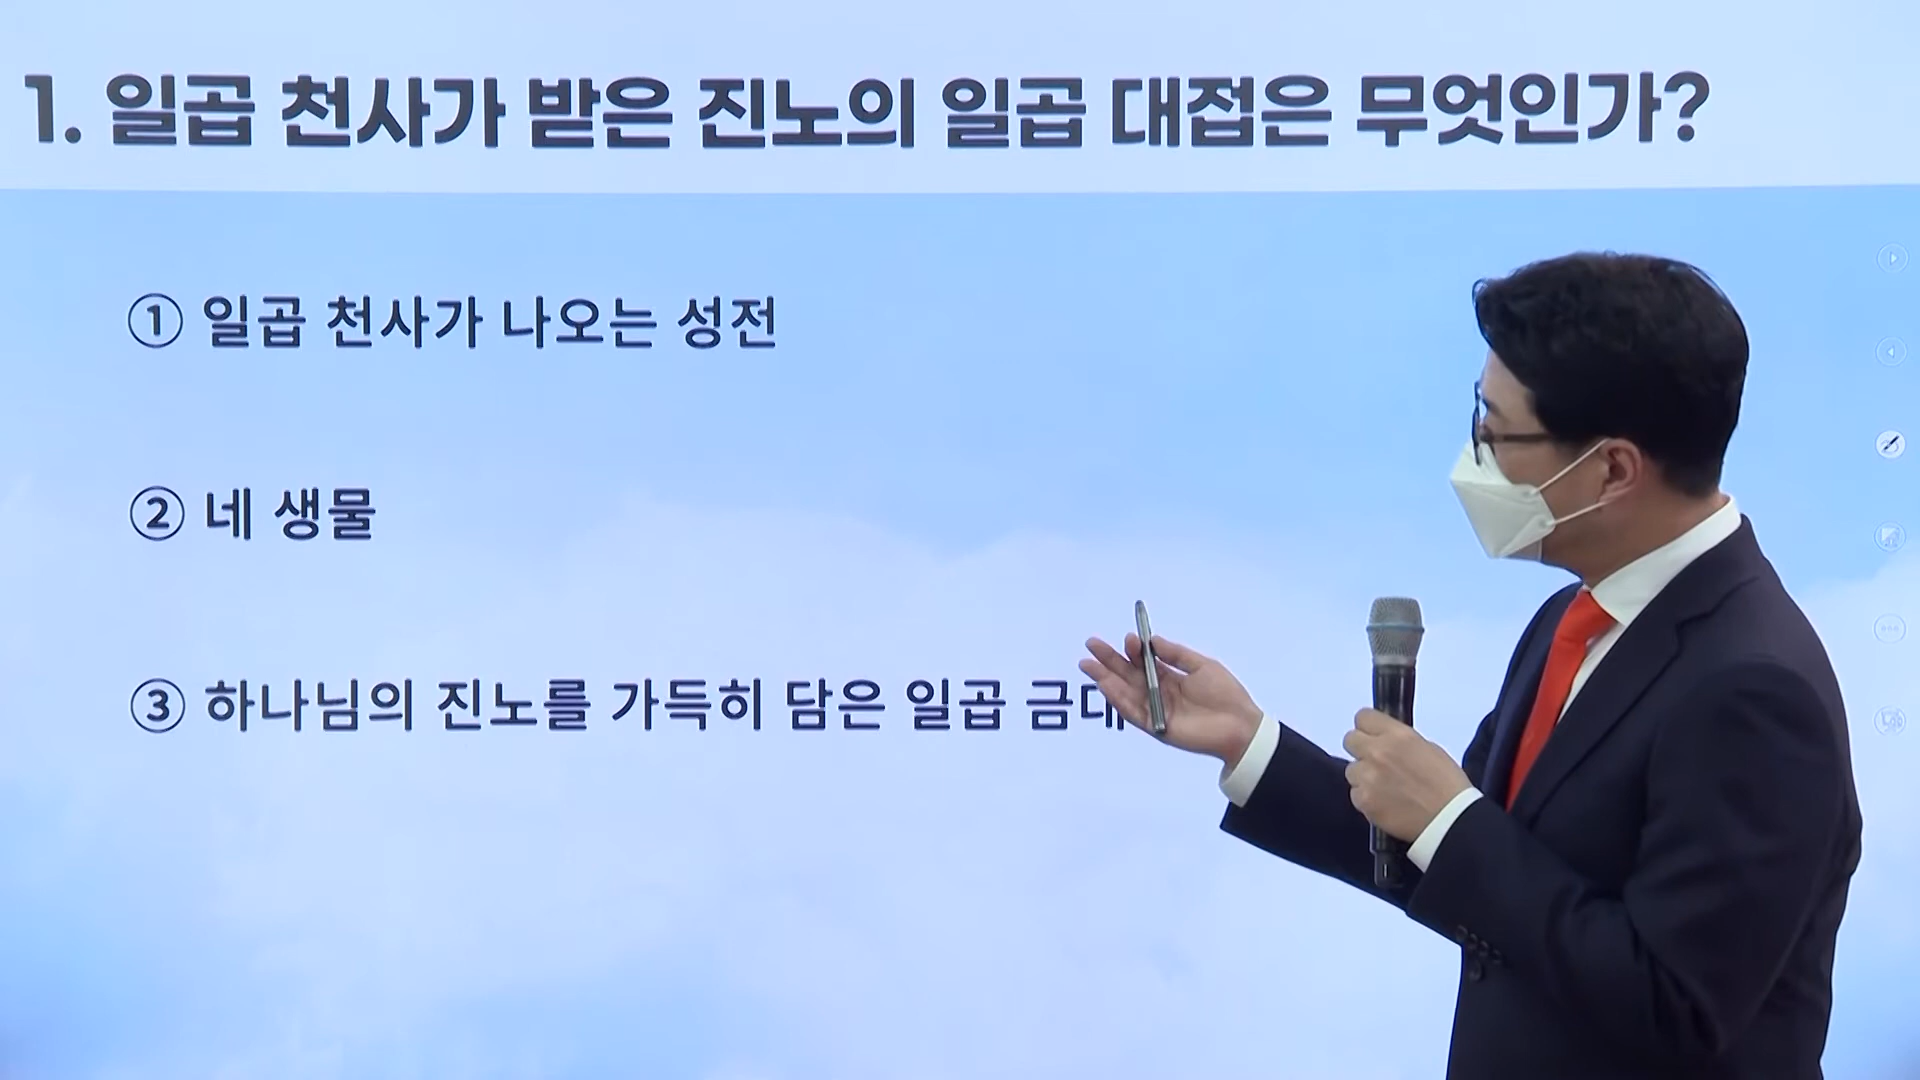 1. 일곱 천사가 받은 진노의 일곱 대접은 무엇인가?
① 일곱 천사가 나오는 성전
② 네 생물
③ 하나님의 진노를 가득히 담은 일곱